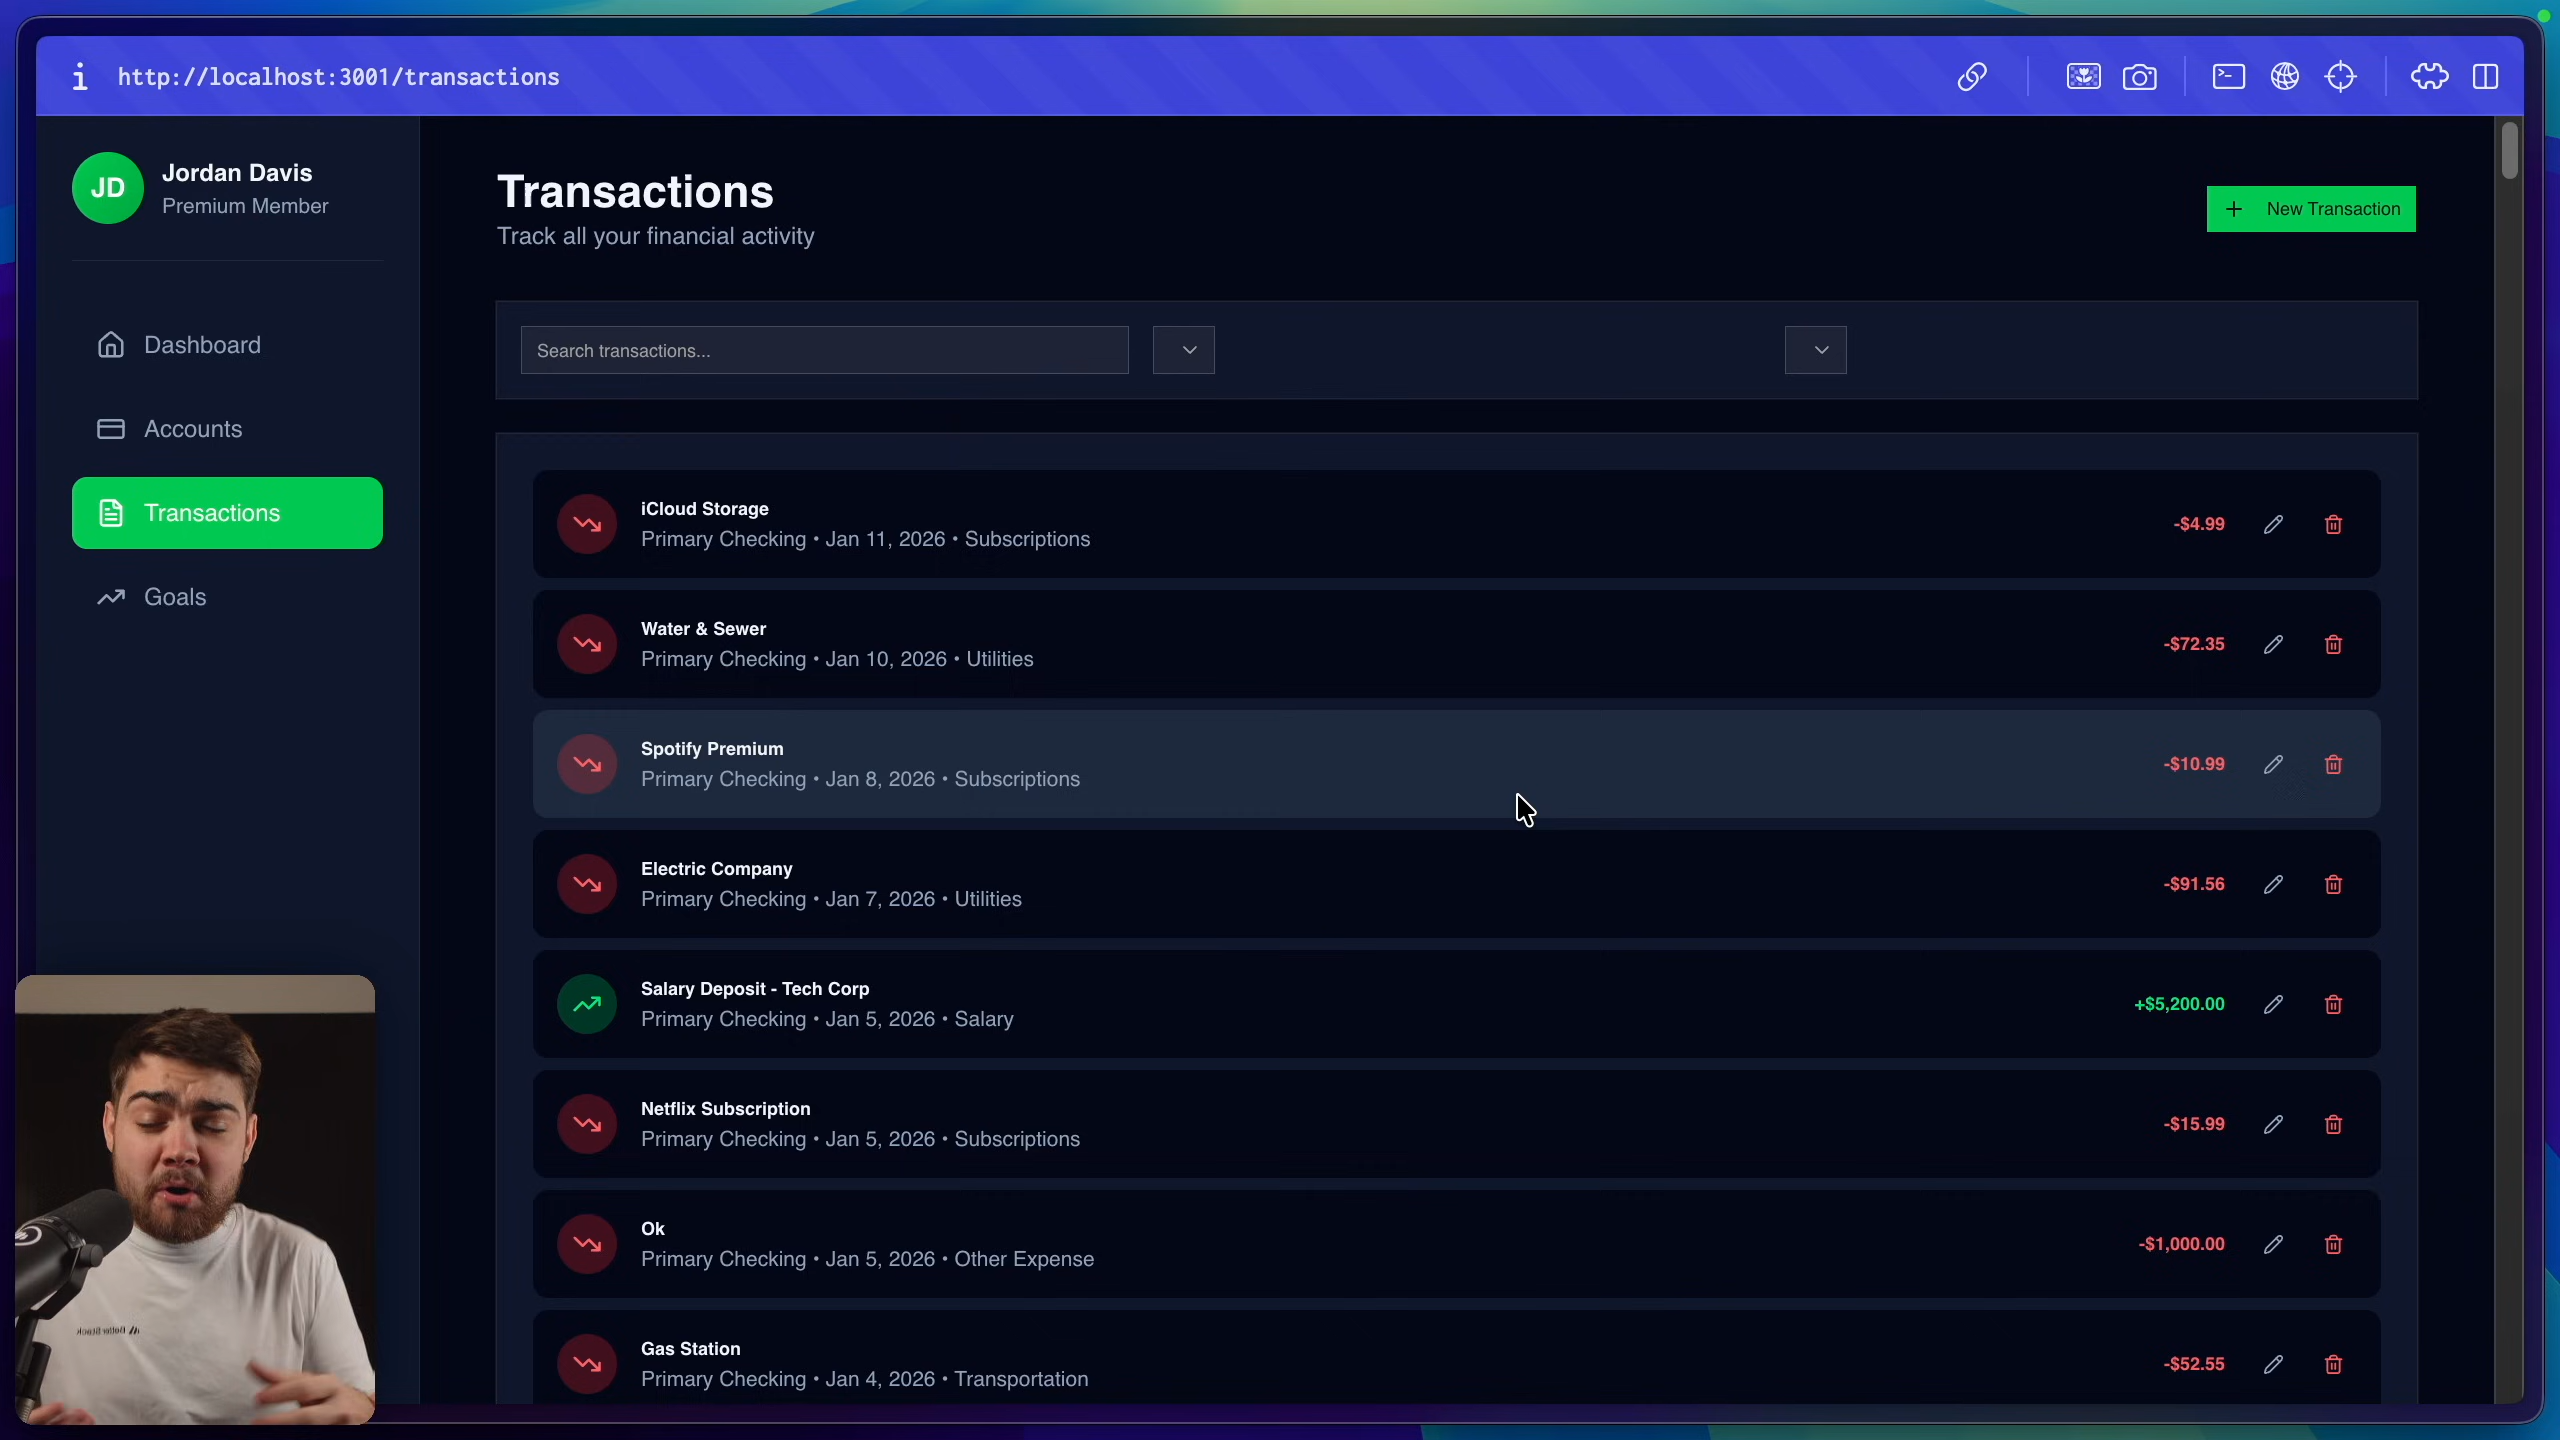 http://localhost:3001/transactions
JD
Jordan Davis
Premium Member
Dashboard
Accounts
Transactions
Goals
Transactions
Track all your financial activity
New Transaction
Search transactions...
iCloud Storage
Primary Checking • Jan 11, 2026 • Subscriptions
-$4.99
Water & Sewer
Primary Checking • Jan 10, 2026 • Utilities
-$72.35
Spotify Premium
Primary Checking • Jan 8, 2026 • Subscriptions
-$10.99
Electric Company
Primary Checking • Jan 7, 2026 • Utilities
-$91.56
Salary Deposit - Tech Corp
Primary Checking • Jan 5, 2026 • Salary
+$5,200.00
Netflix Subscription
Primary Checking • Jan 5, 2026 • Subscriptions
-$15.99
Ok
Primary Checking • Jan 5, 2026 • Other Expense
-$1,000.00
Gas Station
Primary Checking • Jan 4, 2026 • Transportation
-$52.55
Better Stack